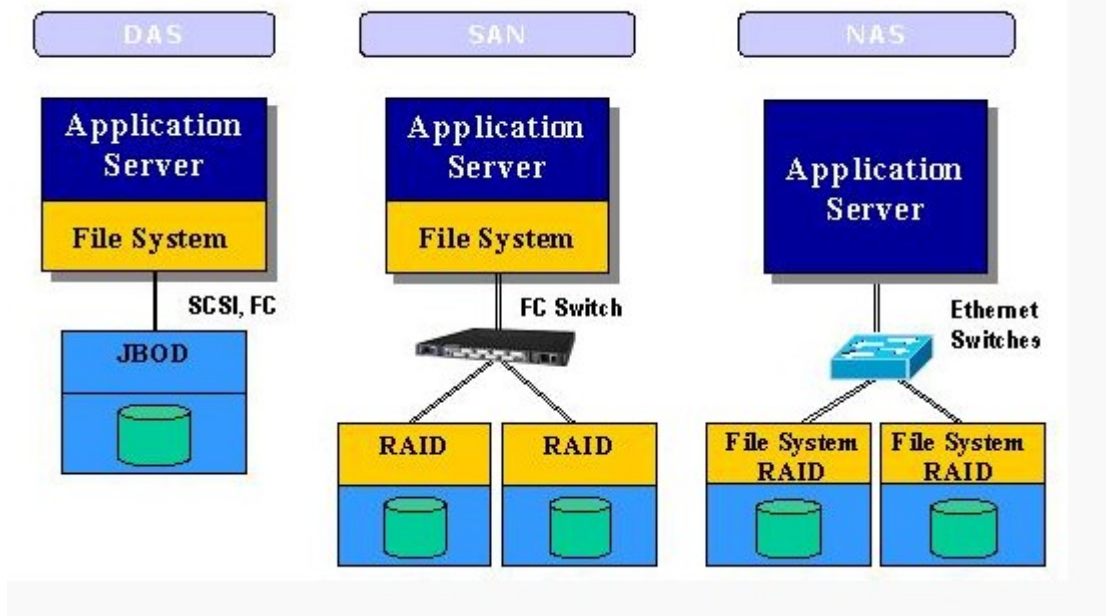 DAS
SAN
NAS
Application
Server
File System
SCSI, FC
JBOD
Application
Server
File System
FC Switch
RAID
RAID
Application
Server
Ethernet
Switches
File System
RAID
File System
RAID